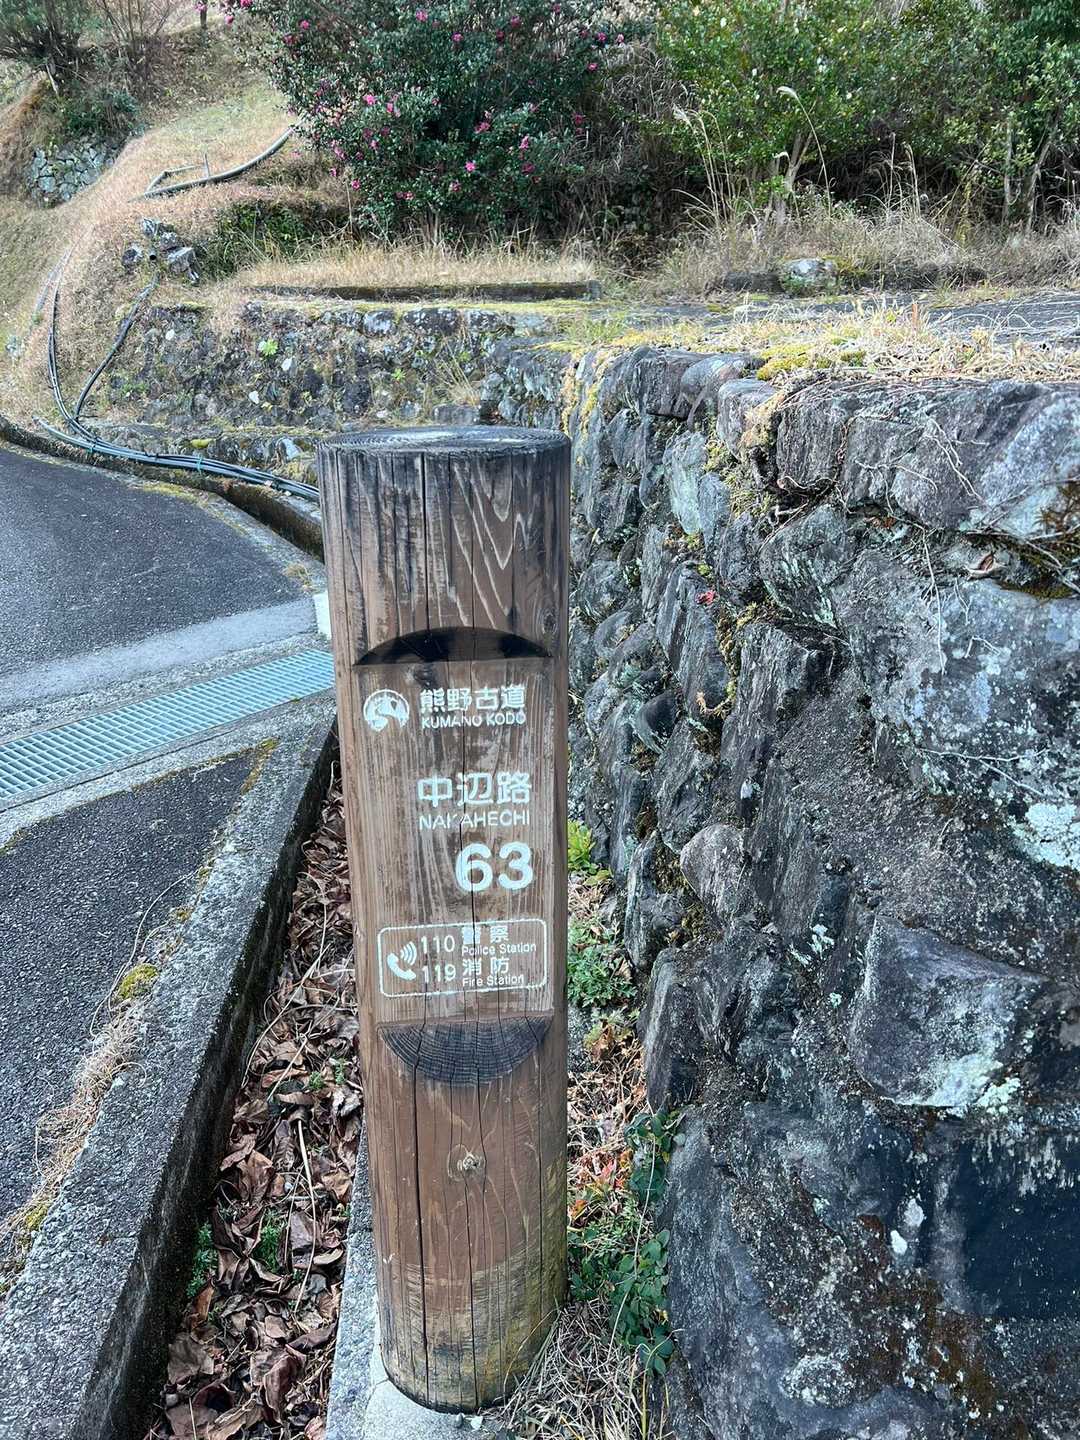 熊野古道
KUMANO KODO
中辺路
NAKAHECHI
63
110 警察
Police Station
119 消防
Fire Station